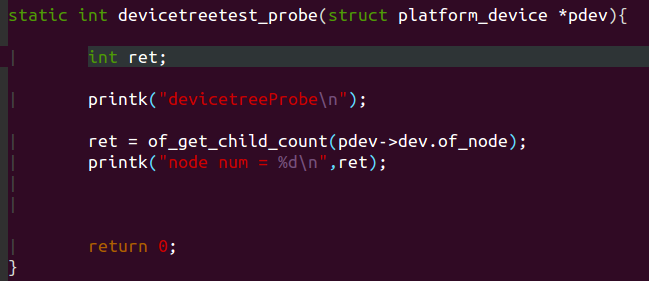 static int devicetreetest_probe(struct platform_device *pdev){
int ret;
printk("devicetreeProbe\n");
ret = of_get_child_count(pdev->dev.of_node);
printk("node num = %d\n",ret);
return 0;
}